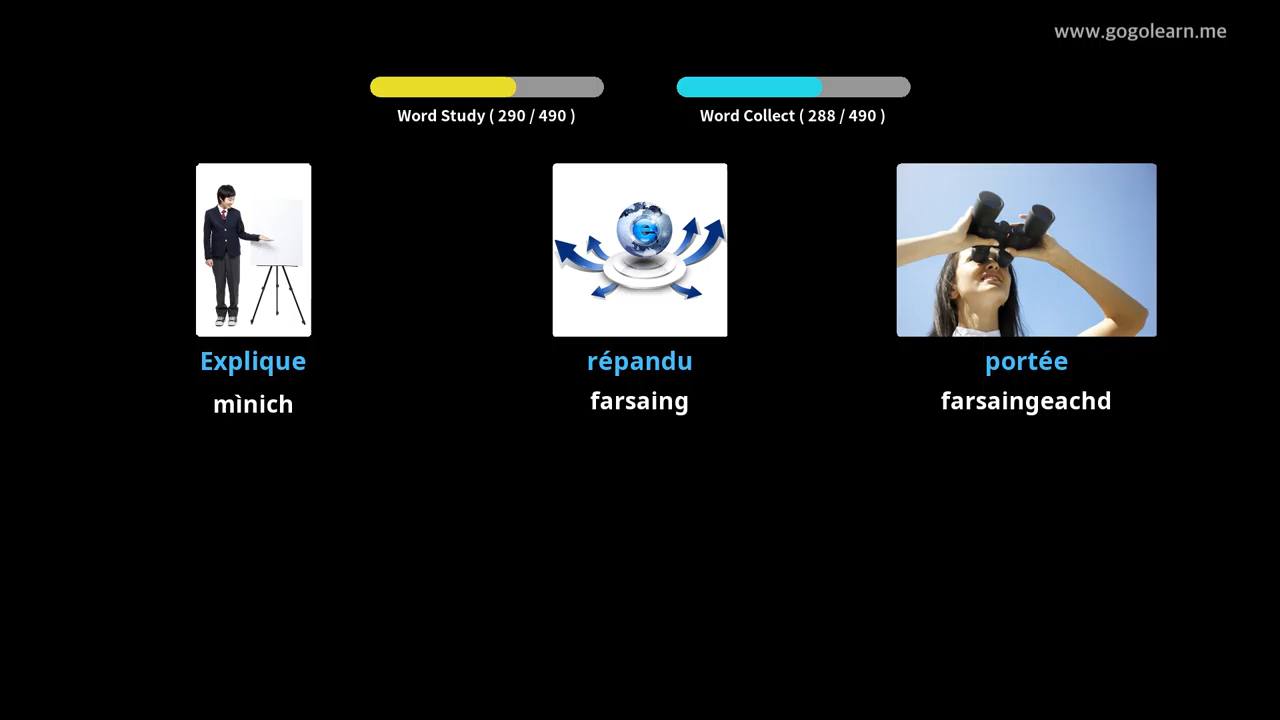 www.gogolearn.me
Word Study ( 290 / 490 )
Word Collect ( 288 / 490 )
e
Explique
répandu
portée
mìnich
farsaing
farsaingeachd